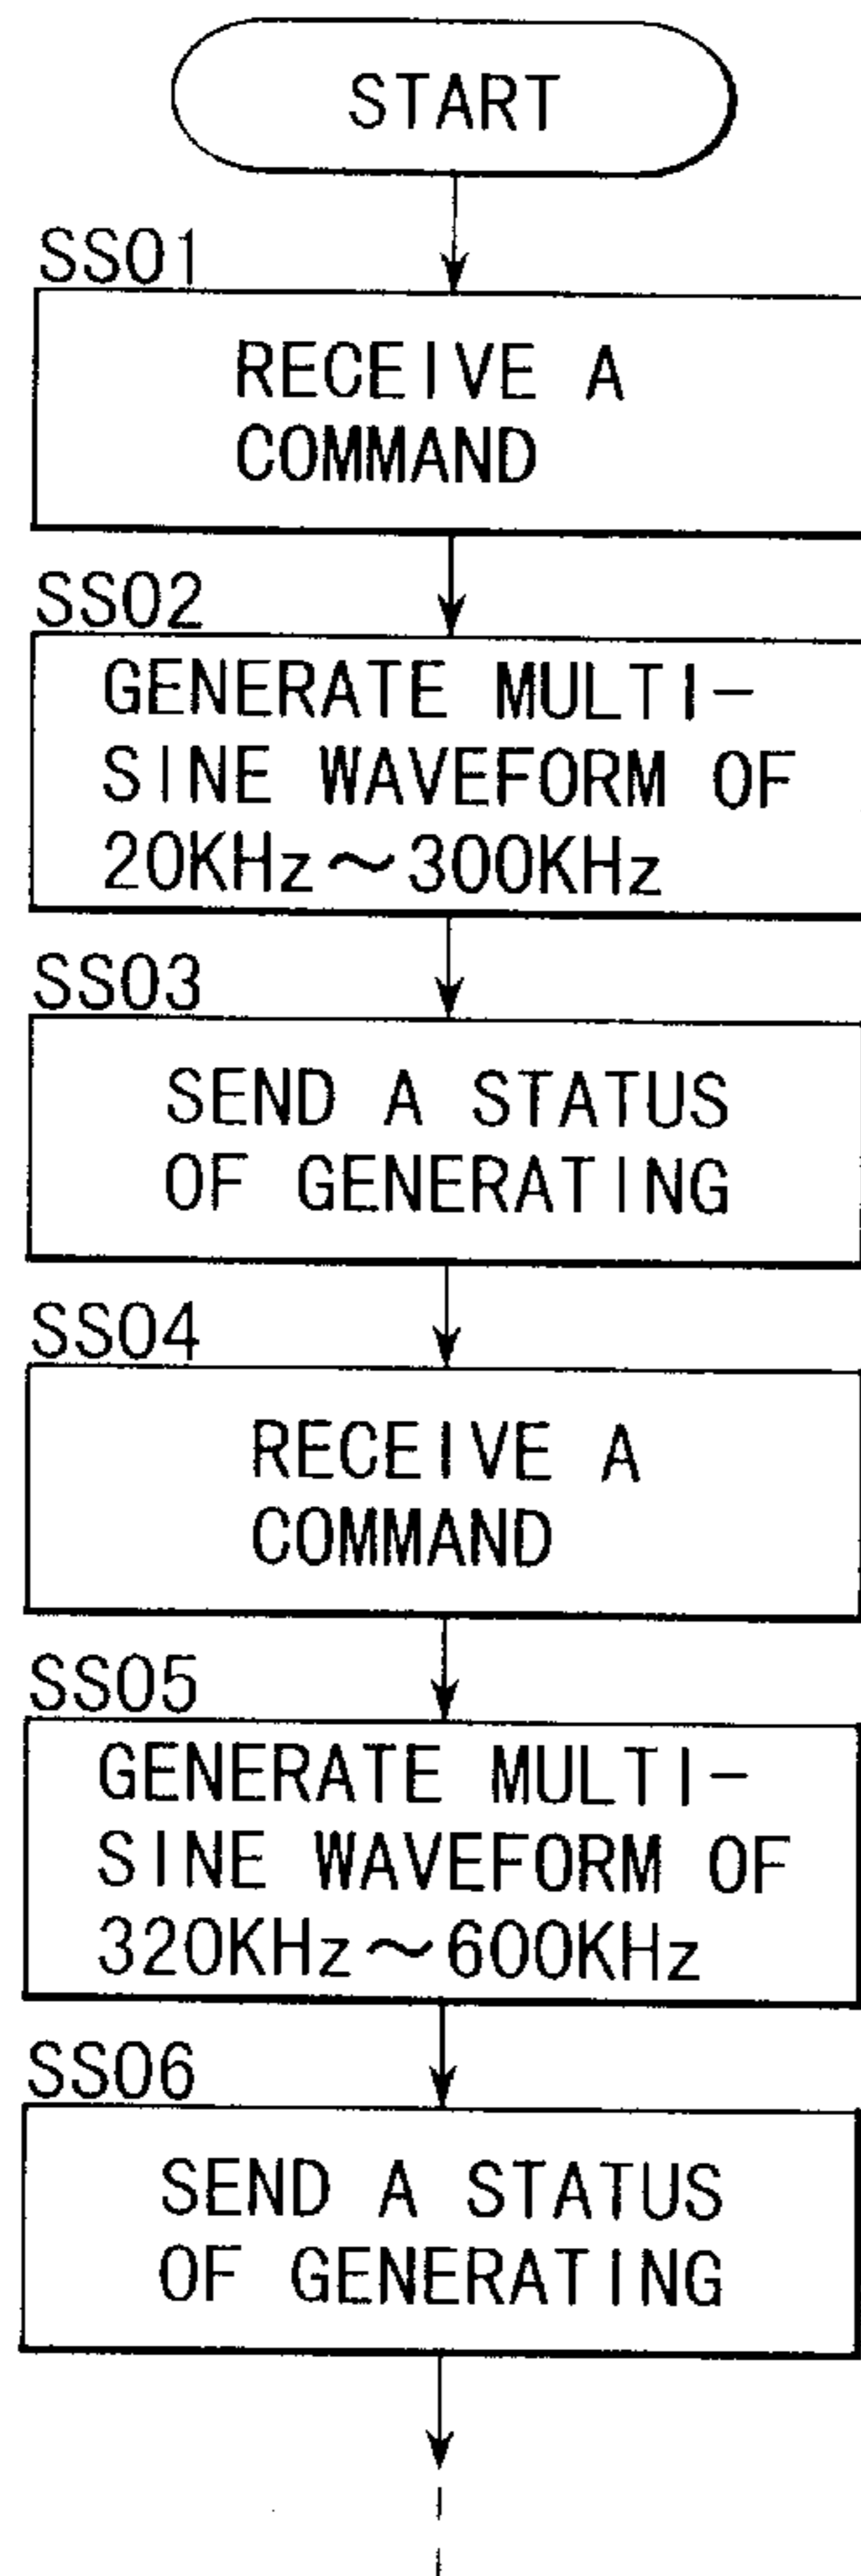 START
SS01
RECEIVE A
COMMAND
SS02
GENERATE MULTI-
SINE WAVEFORM OF
20KHz～300KHz
SS03
SEND A STATUS
OF GENERATING
SS04
RECEIVE A
COMMAND
SS05
GENERATE MULTI-
SINE WAVEFORM OF
320KHz～600KHz
SS06
SEND A STATUS
OF GENERATING